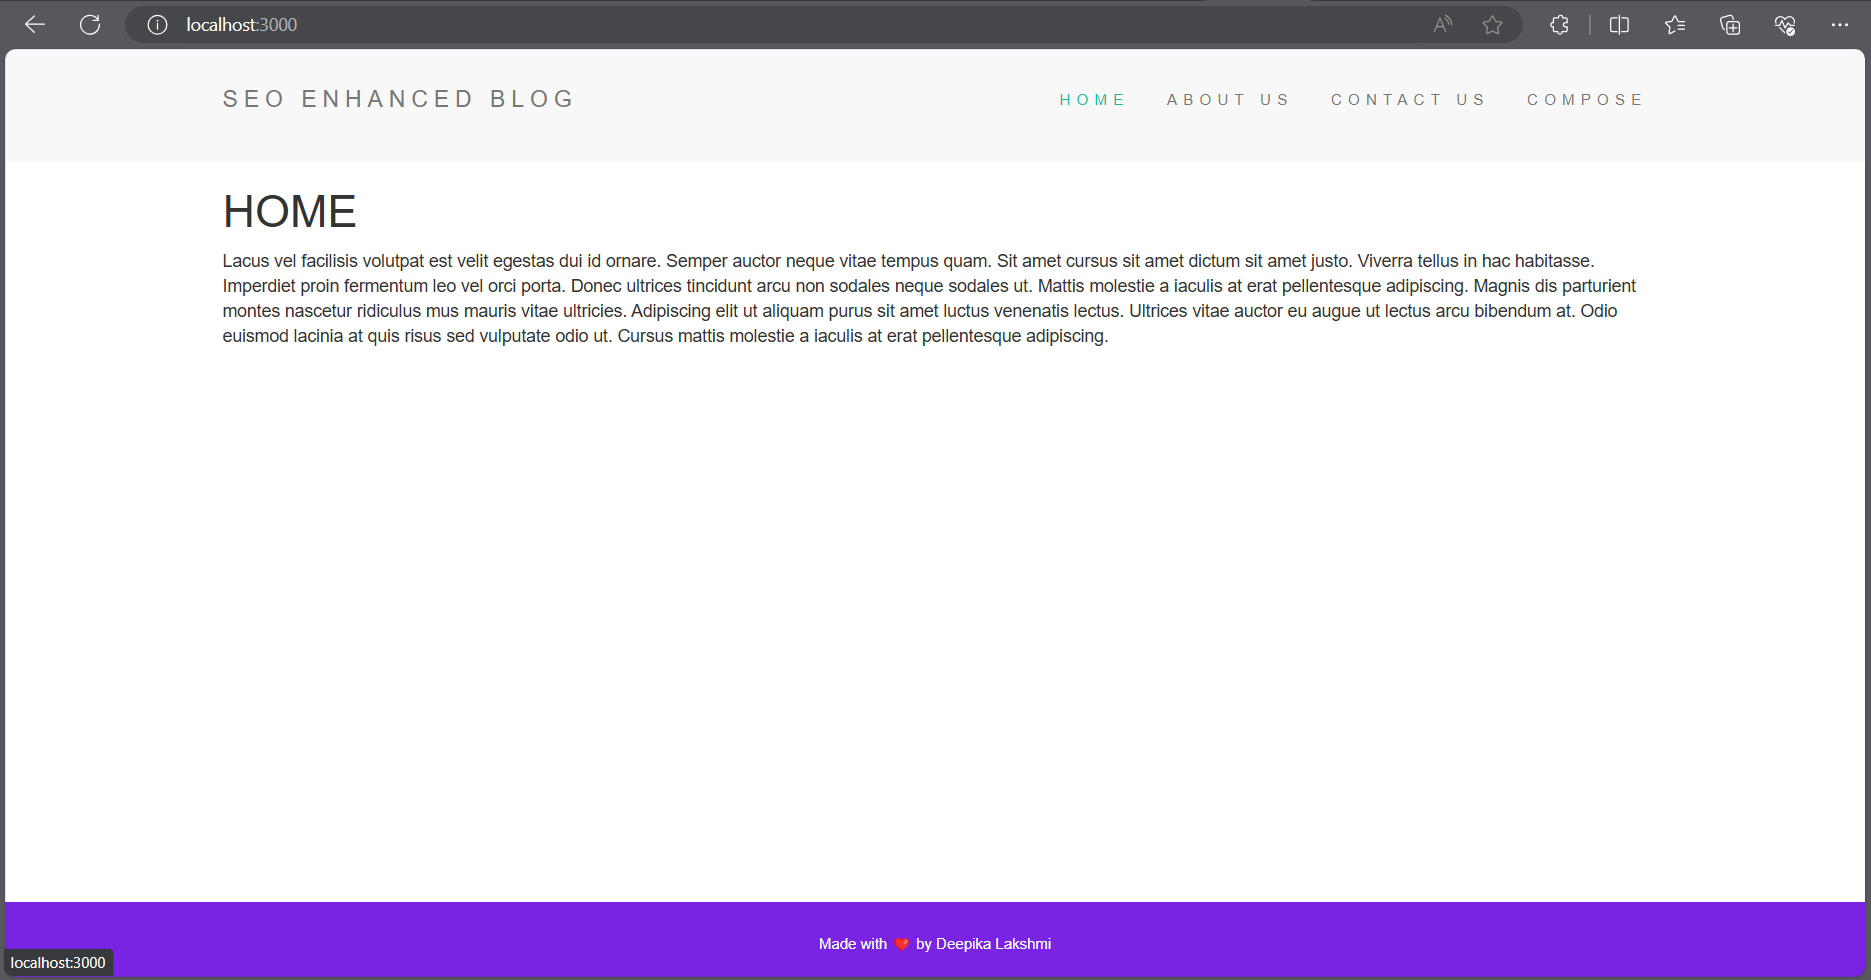 localhost:3000
SEO ENHANCED BLOG
HOME ABOUT US CONTACT US COMPOSE
HOME
Lacus vel facilisis volutpat est velit egestas dui id ornare. Semper auctor neque vitae tempus quam. Sit amet cursus sit amet dictum sit amet justo. Viverra tellus in hac habitasse.
Imperdiet proin fermentum leo vel orci porta. Donec ultrices tincidunt arcu non sodales neque sodales ut. Mattis molestie a iaculis at erat pellentesque adipiscing. Magnis dis parturient
montes nascetur ridiculus mus mauris vitae ultricies. Adipiscing elit ut aliquam purus sit amet luctus venenatis lectus. Ultrices vitae auctor eu augue ut lectus arcu bibendum at. Odio
euismod lacinia at quis risus sed vulputate odio ut. Cursus mattis molestie a iaculis at erat pellentesque adipiscing.
Made with ❤️ by Deepika Lakshmi
localhost:3000